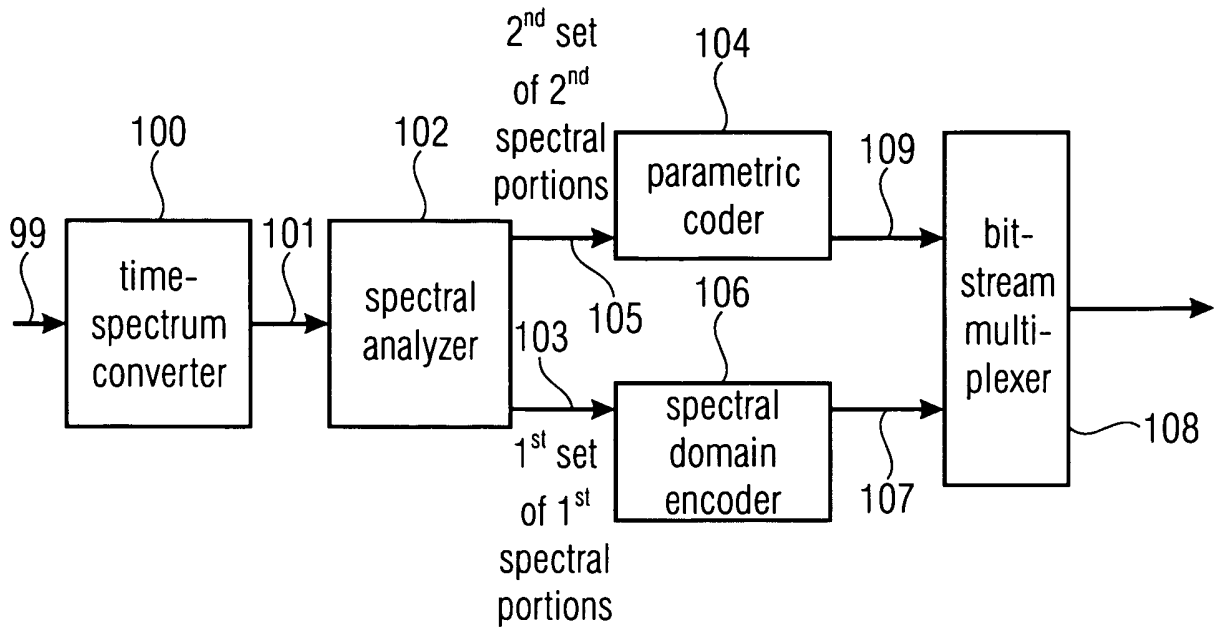 99
100
time-
spectrum
converter
101
102
spectral
analyzer
2nd set
of 2nd
spectral
portions
105
103
1st set
of 1st
spectral
portions
104
parametric
coder
109
106
spectral
domain
encoder
107
bit-
stream
multi-
plexer
108